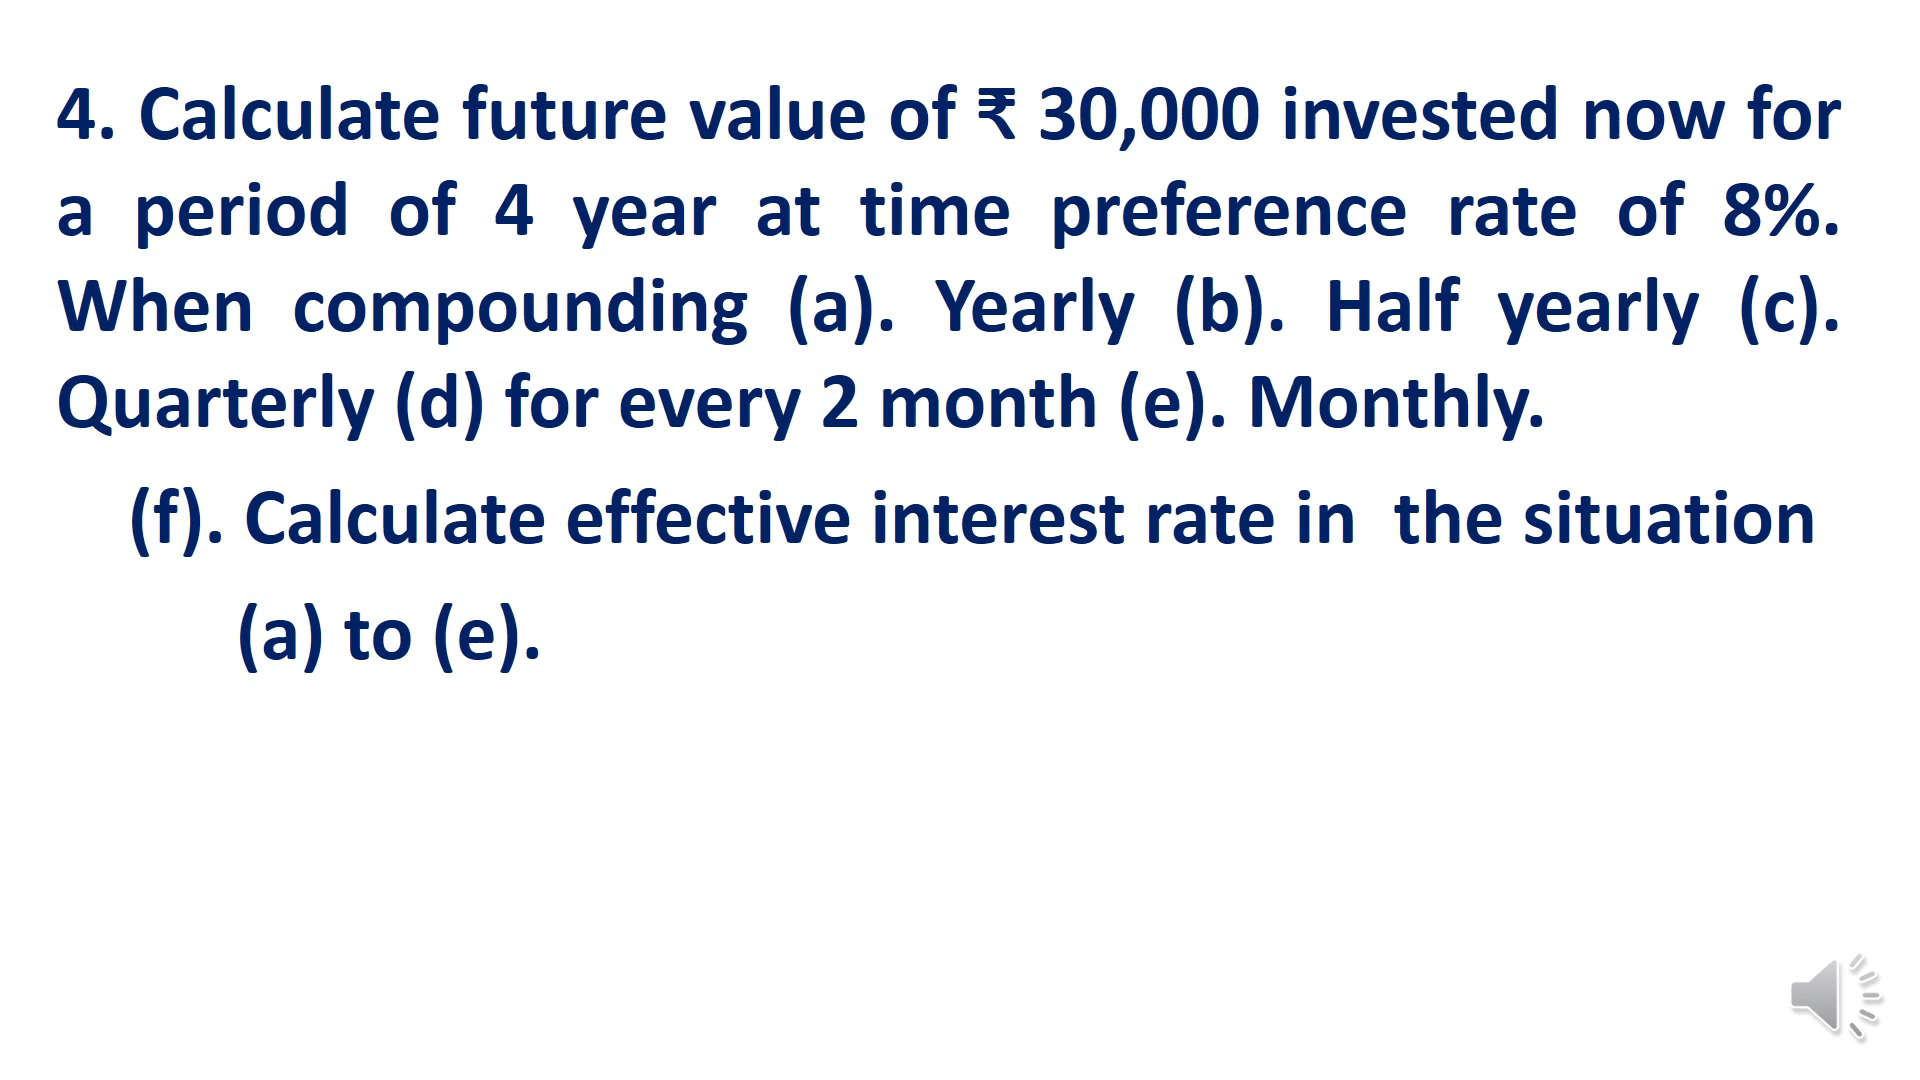 4. Calculate future value of ₹ 30,000 invested now for
a period of 4 year at time preference rate of 8%.
When compounding (a). Yearly (b). Half yearly (c).
Quarterly (d) for every 2 month (e). Monthly.
(f). Calculate effective interest rate in  the situation
(a) to (e).